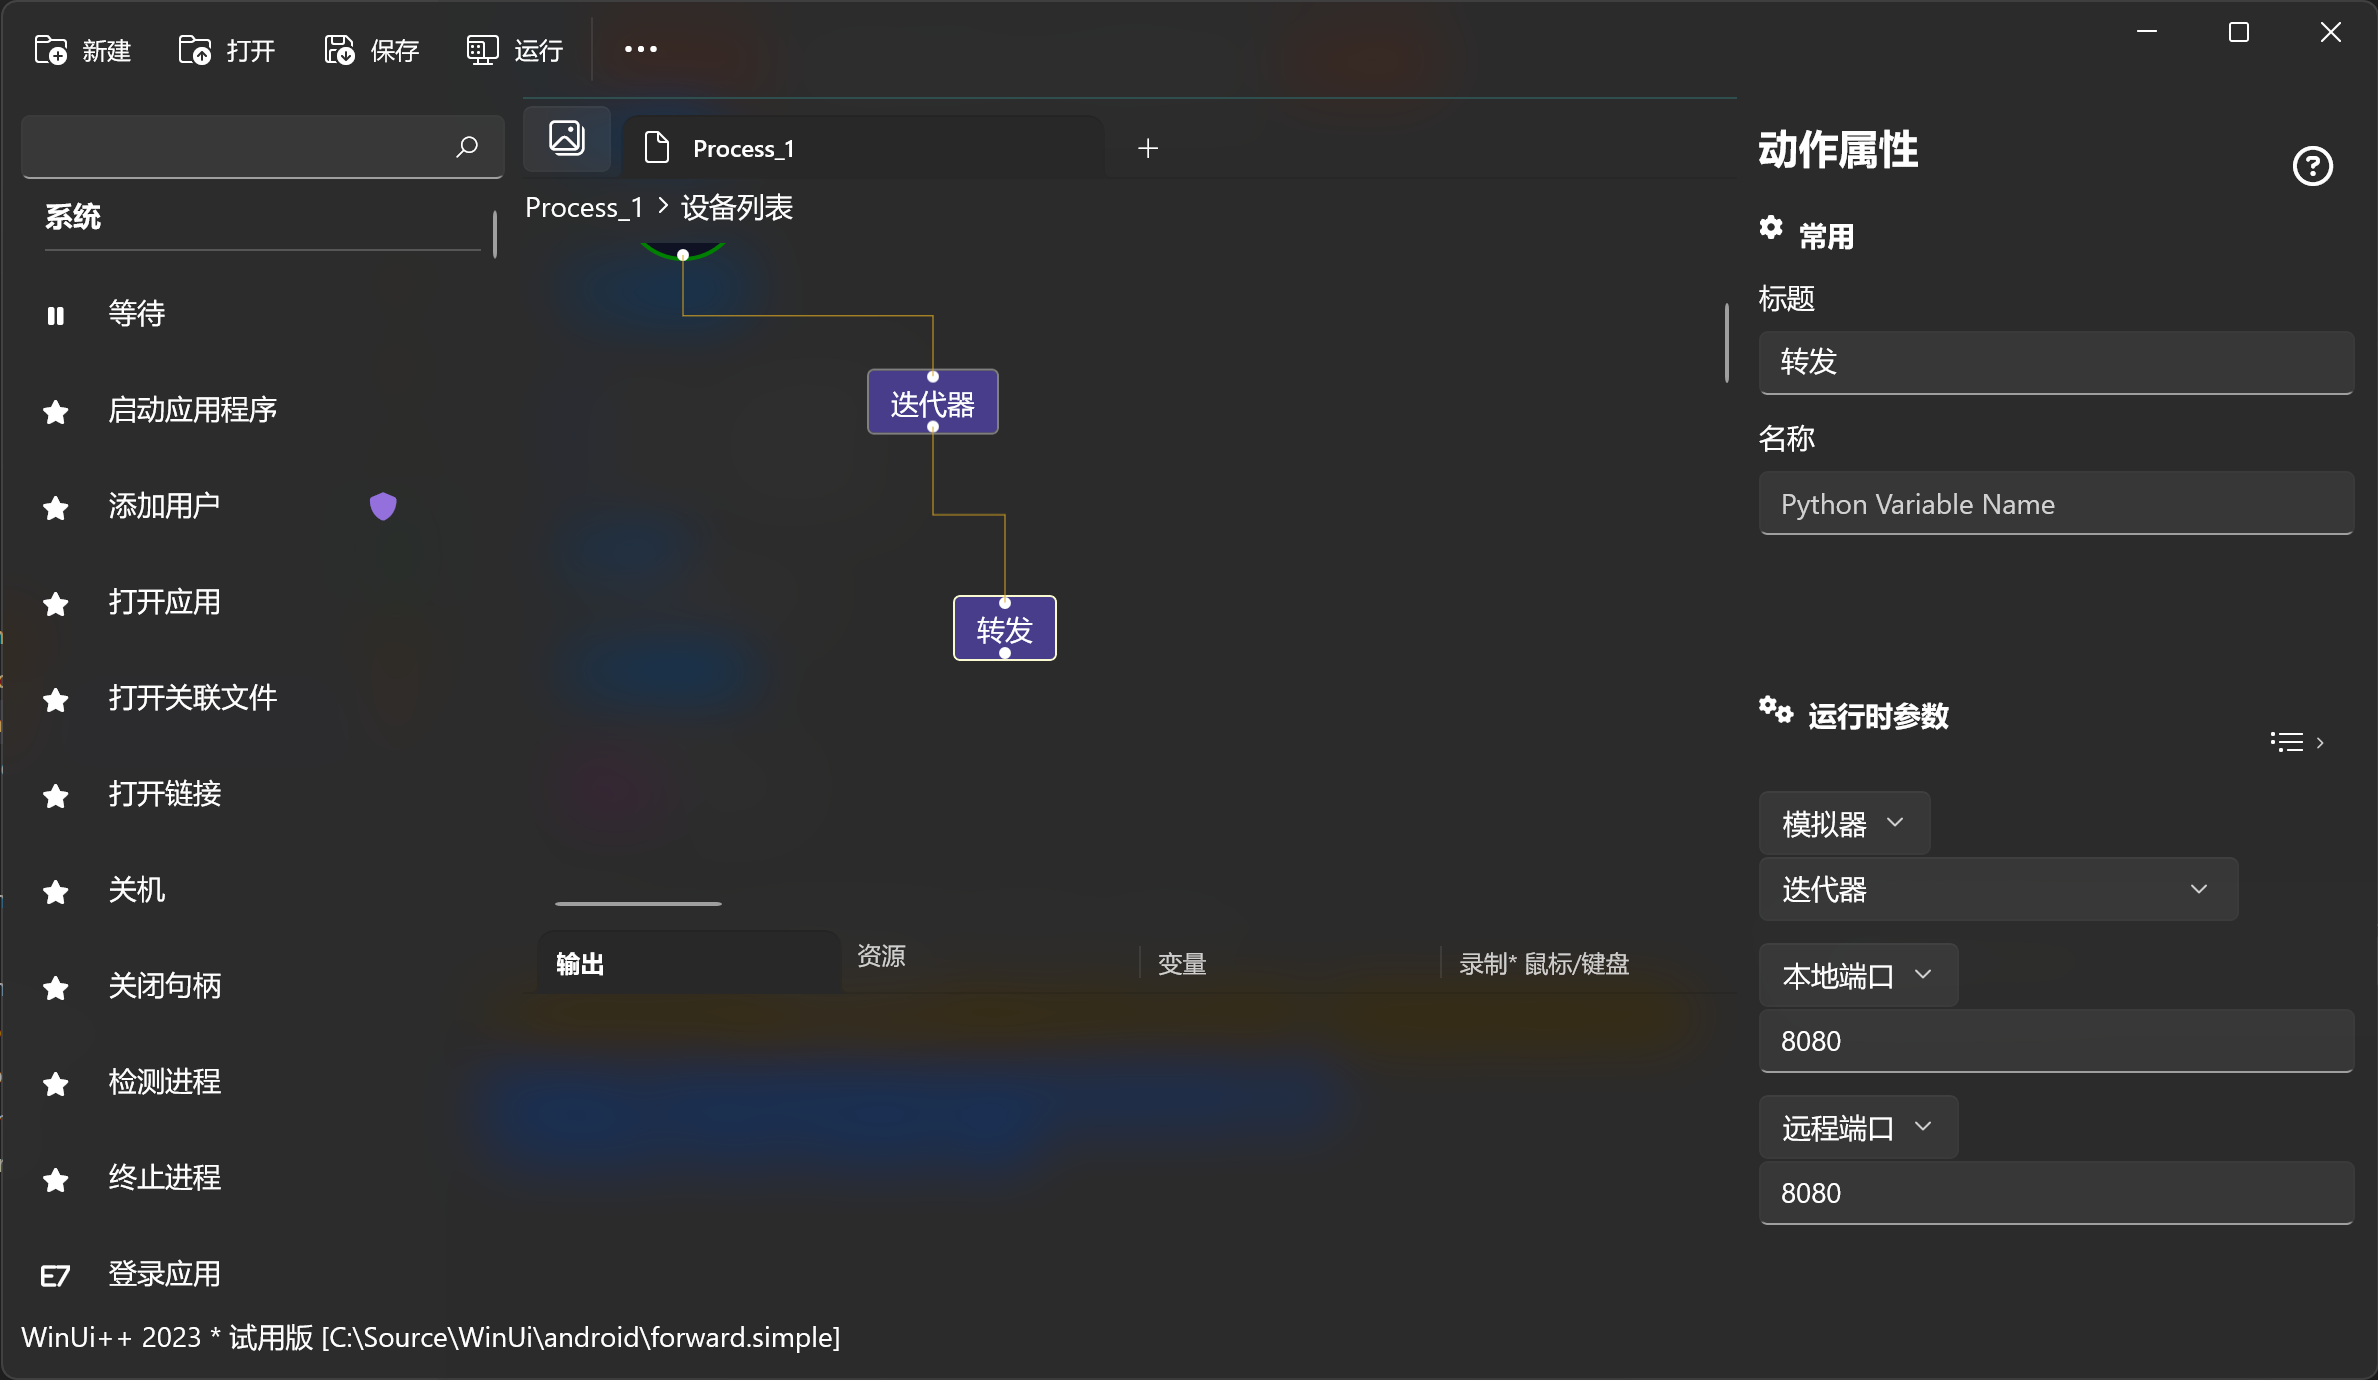 新建 打开 保存 运行
系统
等待
启动应用程序
添加用户
打开应用
打开关联文件
打开链接
关机
关闭句柄
检测进程
终止进程
E7 登录应用
Process_1
Process_1 > 设备列表
迭代器
转发
输出 资源 变量 录制* 鼠标/键盘
动作属性
常用
标题
转发
名称
Python Variable Name
运行时参数
模拟器
迭代器
本地端口
8080
远程端口
8080
WinUi++ 2023 * 试用版 [C:\Source\WinUi\android\forward.simple]